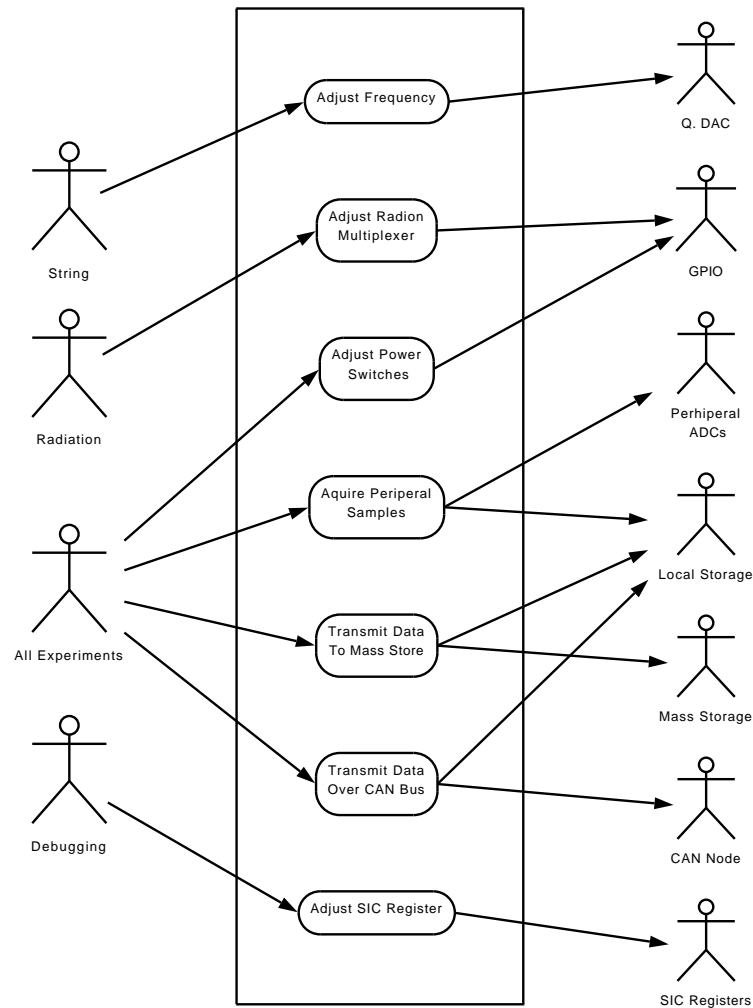 Adjust Frequency
Q. DAC
String
Adjust Radion
Multiplexer
GPIO
Radiation
Adjust Power
Switches
Perhiperal
ADCs
All Experiments
Aquire Periperal
Samples
Local Storage
Transmit Data
To Mass Store
Mass Storage
Debugging
Transmit Data
Over CAN Bus
CAN Node
Adjust SIC Register
SIC Registers